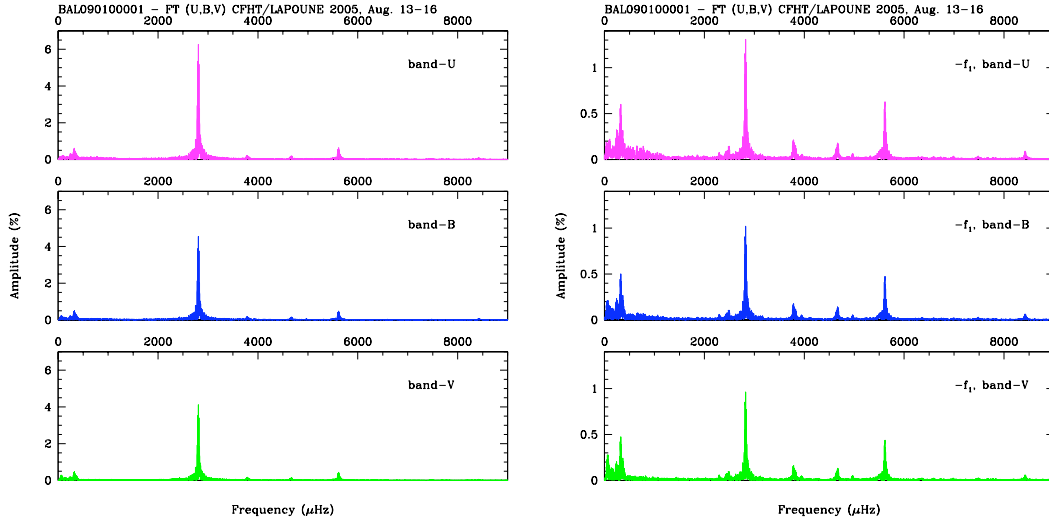 BAL090100001 - FT (U,B,V) CFHT/LAPOUNE 2005, Aug. 13-16
0 2000 4000 6000 8000
6
4
2
0
band-U
0 2000 4000 6000 8000
6
4
2
0
band-B
0 2000 4000 6000 8000
6
4
2
0
band-V
Amplitude (%)
Frequency (μHz)
BAL090100001 - FT (U,B,V) CFHT/LAPOUNE 2005, Aug. 13-16
0 2000 4000 6000 8000
1
0.5
0
-f₁, band-U
0 2000 4000 6000 8000
1
0.5
0
-f₁, band-B
0 2000 4000 6000 8000
1
0.5
0
-f₁, band-V
Amplitude (%)
Frequency (μHz)